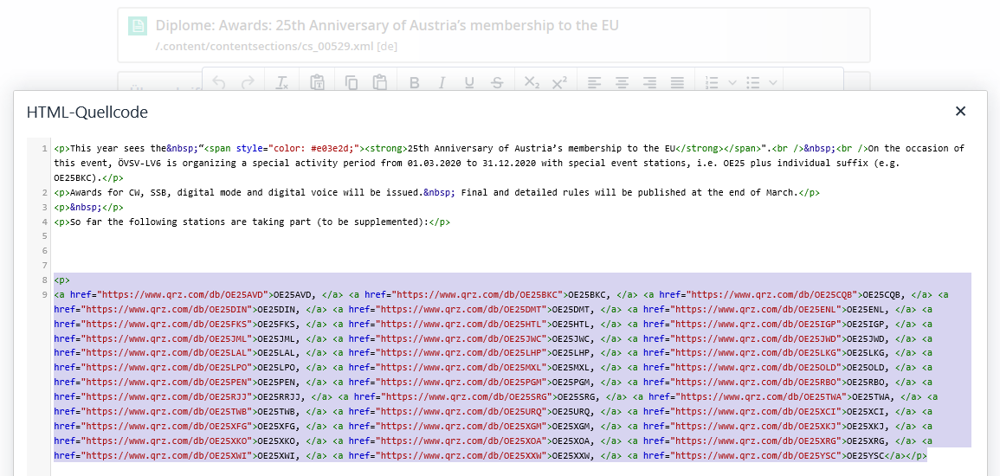 Diplome: Awards: 25th Anniversary of Austria's membership to the EU
/.content/contentsections/cs_00529.xml [de]
HTML-Quellcode
1 <p>This year sees the&nbsp;“<span style="color: #e03e2d;"><strong>25th Anniversary of Austria’s membership to the EU</strong></span>".<br />&nbsp;<br />On the occasion of
this event, ÖVSV-LV6 is organizing a special activity period from 01.03.2020 to 31.12.2020 with special event stations, i.e. OE25 plus individual suffix (e.g.
OE25BKC).</p>
2 <p>Awards for CW, SSB, digital mode and digital voice will be issued.&nbsp; Final and detailed rules will be published at the end of March.</p>
3 <p>&nbsp;</p>
4 <p>So far the following stations are taking part (to be supplemented):</p>
5
6
7
8 <p>
9 <a href="https://www.qrz.com/db/OE25AVD">OE25AVD, </a> <a href="https://www.qrz.com/db/OE25BKC">OE25BKC, </a> <a href="https://www.qrz.com/db/OE25CQB">OE25CQB, </a> <a
href="https://www.qrz.com/db/OE25DIN">OE25DIN, </a> <a href="https://www.qrz.com/db/OE25DMT">OE25DMT, </a> <a href="https://www.qrz.com/db/OE25ENL">OE25ENL, </a> <a
href="https://www.qrz.com/db/OE25FKS">OE25FKS, </a> <a href="https://www.qrz.com/db/OE25HTL">OE25HTL, </a> <a href="https://www.qrz.com/db/OE25IGP">OE25IGP, </a> <a
href="https://www.qrz.com/db/OE25JML">OE25JML, </a> <a href="https://www.qrz.com/db/OE25JWC">OE25JWC, </a> <a href="https://www.qrz.com/db/OE25JWD">OE25JWD, </a> <a
href="https://www.qrz.com/db/OE25LAL">OE25LAL, </a> <a href="https://www.qrz.com/db/OE25LHP">OE25LHP, </a> <a href="https://www.qrz.com/db/OE25LKG">OE25LKG, </a> <a
href="https://www.qrz.com/db/OE25LPO">OE25LPO, </a> <a href="https://www.qrz.com/db/OE25MXL">OE25MXL, </a> <a href="https://www.qrz.com/db/OE25OLD">OE25OLD, </a> <a
href="https://www.qrz.com/db/OE25PEN">OE25PEN, </a> <a href="https://www.qrz.com/db/OE25PGM">OE25PGM, </a> <a href="https://www.qrz.com/db/OE25RBO">OE25RBO, </a> <a
href="https://www.qrz.com/db/OE25RJJ">OE25RRJJ, </a> <a href="https://www.qrz.com/db/OE25SRG">OE25SRG, </a> <a href="https://www.qrz.com/db/OE25TWA">OE25TWA, </a> <a
href="https://www.qrz.com/db/OE25TWB">OE25TWB, </a> <a href="https://www.qrz.com/db/OE25URQ">OE25URQ, </a> <a href="https://www.qrz.com/db/OE25XCI">OE25XCI, </a> <a
href="https://www.qrz.com/db/OE25XFG">OE25XFG, </a> <a href="https://www.qrz.com/db/OE25XGM">OE25XGM, </a> <a href="https://www.qrz.com/db/OE25XKJ">OE25XKJ, </a> <a
href="https://www.qrz.com/db/OE25XKO">OE25XKO, </a> <a href="https://www.qrz.com/db/OE25XOA">OE25XOA, </a> <a href="https://www.qrz.com/db/OE25XRG">OE25XRG, </a> <a
href="https://www.qrz.com/db/OE25XWI">OE25XWI, </a> <a href="https://www.qrz.com/db/OE25XXW">OE25XXW, </a> <a href="https://www.qrz.com/db/OE25YSC">OE25YSC</a></p>